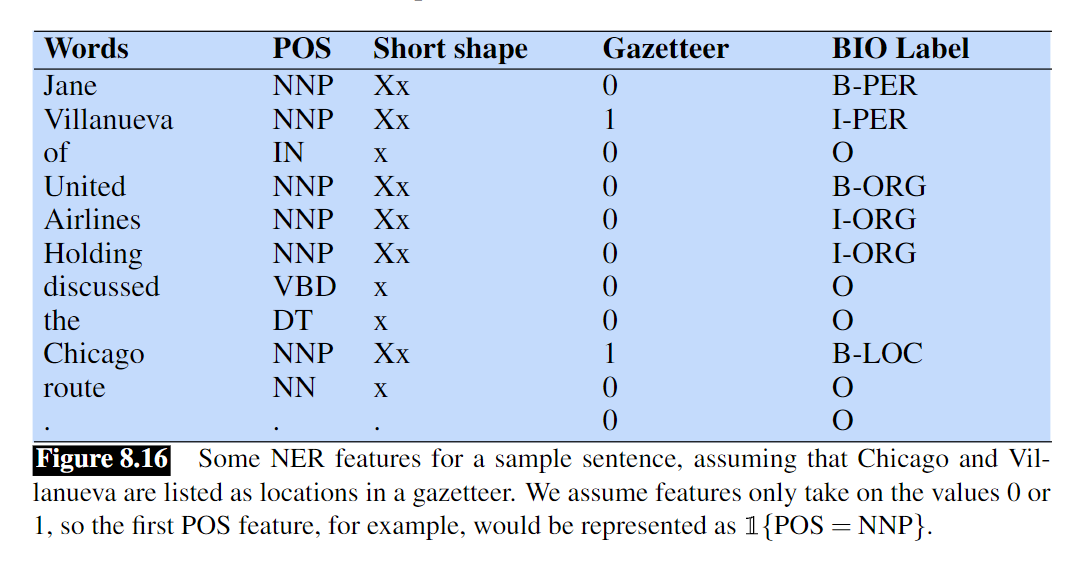 Words POS Short shape Gazetteer BIO Label
Jane NNP Xx 0 B-PER
Villanueva NNP Xx 1 I-PER
of IN x 0 O
United NNP Xx 0 B-ORG
Airlines NNP Xx 0 I-ORG
Holding NNP Xx 0 I-ORG
discussed VBD x 0 O
the DT x 0 O
Chicago NNP Xx 1 B-LOC
route NN x 0 O
. . . 0 O
Figure 8.16 Some NER features for a sample sentence, assuming that Chicago and Vil-
lanueva are listed as locations in a gazetteer. We assume features only take on the values 0 or
1, so the first POS feature, for example, would be represented as 𝟙{POS = NNP}.